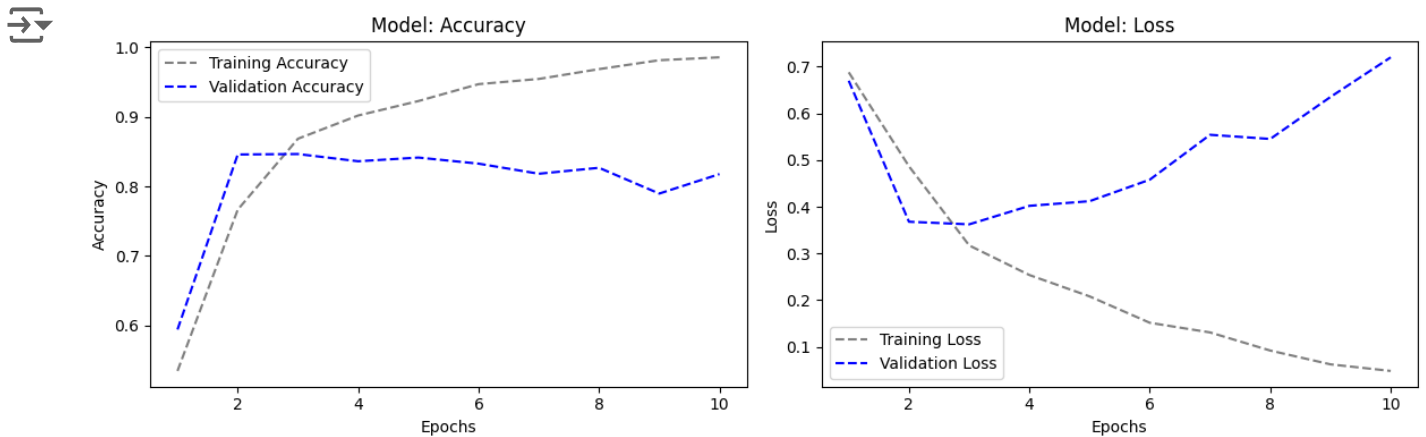 Model: Accuracy
1.0
0.9
0.8
0.7
0.6
Accuracy
Training Accuracy
Validation Accuracy
2
4
6
8
10
Epochs
Model: Loss
0.7
0.6
0.5
0.4
0.3
0.2
0.1
Loss
Training Loss
Validation Loss
2
4
6
8
10
Epochs